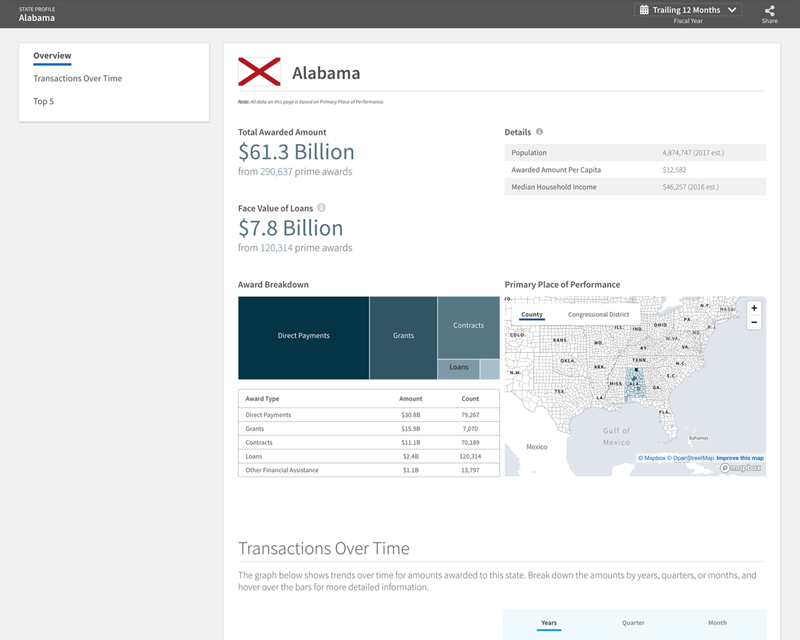 STATE PROFILE
Alabama
Trailing 12 Months
Fiscal Year
Share
Overview
Transactions Over Time
Top 5
Alabama
Note: All data on this page is based on Primary Place of Performance.
Total Awarded Amount
$61.3 Billion
from 290,637 prime awards
Face Value of Loans
$7.8 Billion
from 120,314 prime awards
Details
Population 4,874,747 (2017 est.)
Awarded Amount Per Capita $12,582
Median Household Income $46,257 (2016 est.)
Award Breakdown
Direct Payments
Grants
Contracts
Loans
Award Type Amount Count
Direct Payments $30.8B 79,267
Grants $15.9B 7,070
Contracts $11.1B 70,189
Loans $2.4B 120,314
Other Financial Assistance $1.1B 13,797
Primary Place of Performance
County Congressional District
+
−
N.Y.
MASS.
PA.
N.J.
OHIO
ILL. IND.
W.VA.
VA.
COLO.
KANS.
MO.
KY.
OKLA.
ARK.
TENN.
N.C.
N.M.
S.C.
MISS. ALA. GA.
TEX.
LA.
FLA.
Gulf of
Mexico
Mexico
Bahamas
© Mapbox © OpenStreetMap Improve this map
mapbox
Transactions Over Time
The graph below shows trends over time for amounts awarded to this state. Break down the amounts by years, quarters, or months, and
hover over the bars for more detailed information.
Years Quarter Month